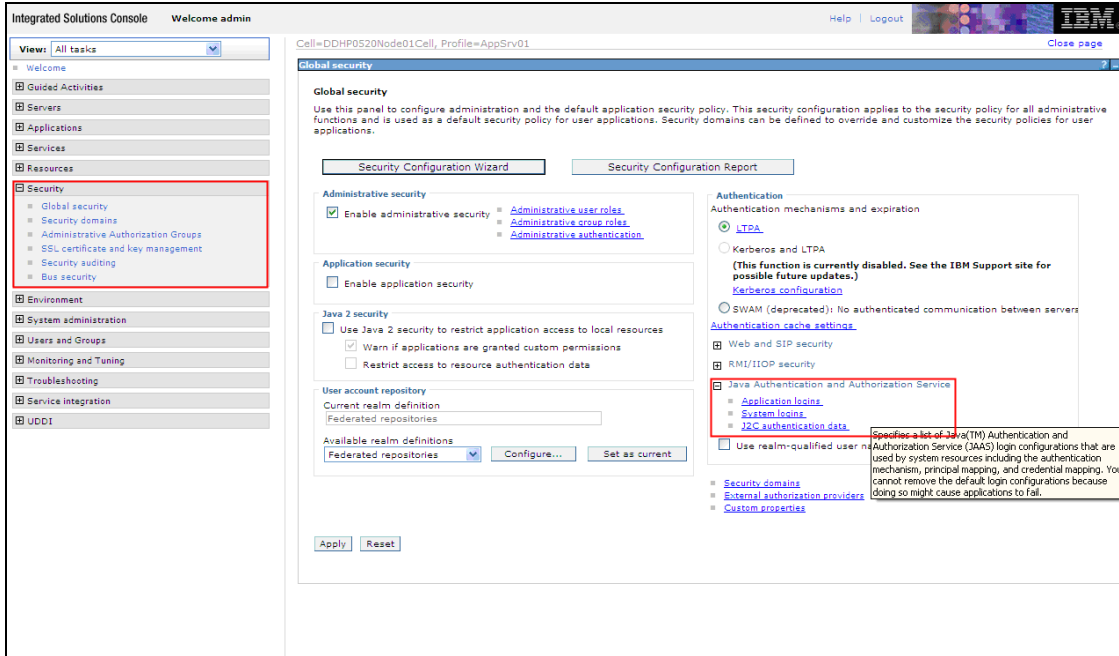 Integrated Solutions Console Welcome admin
Help | Logout
IBM
View: All tasks
Welcome
Guided Activities
Servers
Applications
Services
Resources
Security
Global security
Security domains
Administrative Authorization Groups
SSL certificate and key management
Security auditing
Bus security
Environment
System administration
Users and Groups
Monitoring and Tuning
Troubleshooting
Service integration
UDDI
Cell=DDHP0520Node01Cell, Profile=AppSrv01
Close page
Global security
?
Global security
Use this panel to configure administration and the default application security policy. This security configuration applies to the security policy for all administrative
functions and is used as a default security policy for user applications. Security domains can be defined to override and customize the security policies for user
applications.
Security Configuration Wizard
Security Configuration Report
Administrative security
Enable administrative security
Administrative user roles
Administrative group roles
Administrative authentication
Application security
Enable application security
Java 2 security
Use Java 2 security to restrict application access to local resources
Warn if applications are granted custom permissions
Restrict access to resource authentication data
User account repository
Current realm definition
Federated repositories
Available realm definitions
Federated repositories
Configure...
Set as current
Authentication
Authentication mechanisms and expiration
LTPA
Kerberos and LTPA
(This function is currently disabled. See the IBM Support site for
possible future updates.)
Kerberos configuration
SWAM (deprecated): No authenticated communication between servers
Authentication cache settings
Web and SIP security
RMI/IIOP security
Java Authentication and Authorization Service
Application logins
System logins
J2C authentication data
Use realm-qualified user
Specifies a list of Java(TM) Authentication and
Authorization Service (JAAS) login configurations that are
used by system resources including the authentication
mechanism, principal mapping, and credential mapping. You
cannot remove the default login configurations because
doing so might cause applications to fail.
Security domains
External authorization providers
Custom properties
Apply
Reset